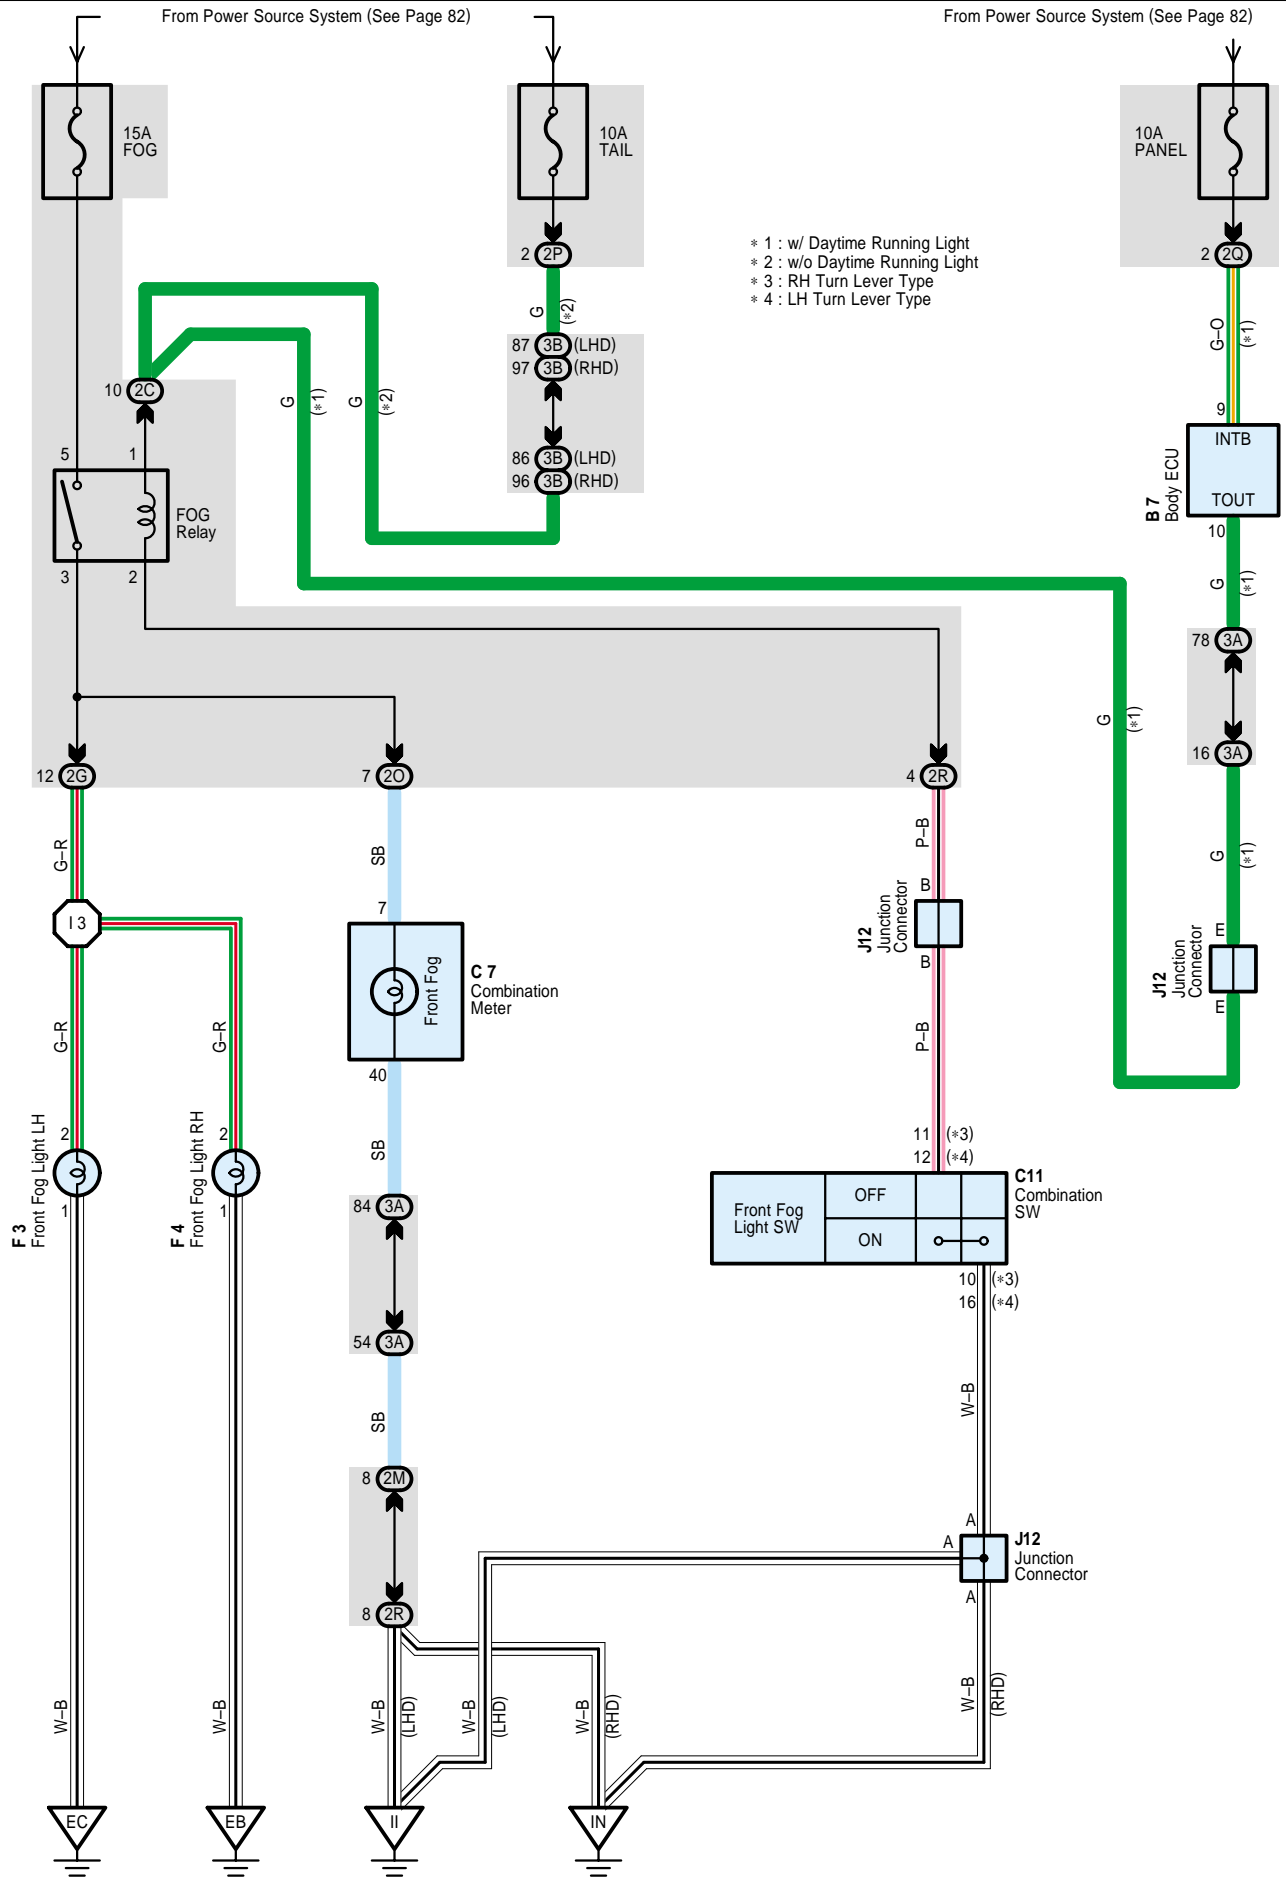 From Power Source System (See Page 82)
From Power Source System (See Page 82)
15A
FOG
10A
TAIL
10A
PANEL
2 2P
2 2Q
∗ 1 : w/ Daytime Running Light
∗ 2 : w/o Daytime Running Light
∗ 3 : RH Turn Lever Type
∗ 4 : LH Turn Lever Type
G
(∗2)
G–O
(∗1)
87 3B (LHD)
97 3B (RHD)
10 2C
G
(∗1)
G
(∗2)
86 3B (LHD)
96 3B (RHD)
9
INTB
TOUT
B 7
Body ECU
10
5
1
FOG
Relay
3
2
G
(∗1)
78 3A
16 3A
G
(∗1)
12 2G
7 2O
4 2R
G–R
SB
P–B
G
(∗1)
I 3
7
B
J12
Junction
Connector
B
E
J12
Junction
Connector
E
Front Fog
C 7
Combination
Meter
40
G–R
G–R
P–B
SB
2
F 3
Front Fog Light LH
1
2
F 4
Front Fog Light RH
1
11 (∗3)
12 (∗4)
C11
Combination
SW
Front Fog
Light SW
OFF
ON
10 (∗3)
16 (∗4)
84 3A
54 3A
SB
W–B
8 2M
8 2R
A
A
A
J12
Junction
Connector
W–B
W–B
W–B
(LHD)
W–B
(LHD)
W–B
(RHD)
W–B
(RHD)
EC
EB
II
IN